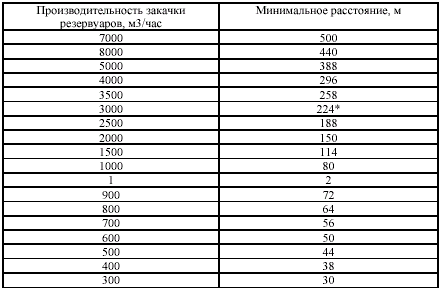 Производительность закачки резервуаров, м3/час | Минимальное расстояние, м
7000 | 500
8000 | 440
5000 | 388
4000 | 296
3500 | 258
3000 | 224*
2500 | 188
2000 | 150
1500 | 114
1000 | 80
1 | 2
900 | 72
800 | 64
700 | 56
600 | 50
500 | 44
400 | 38
300 | 30